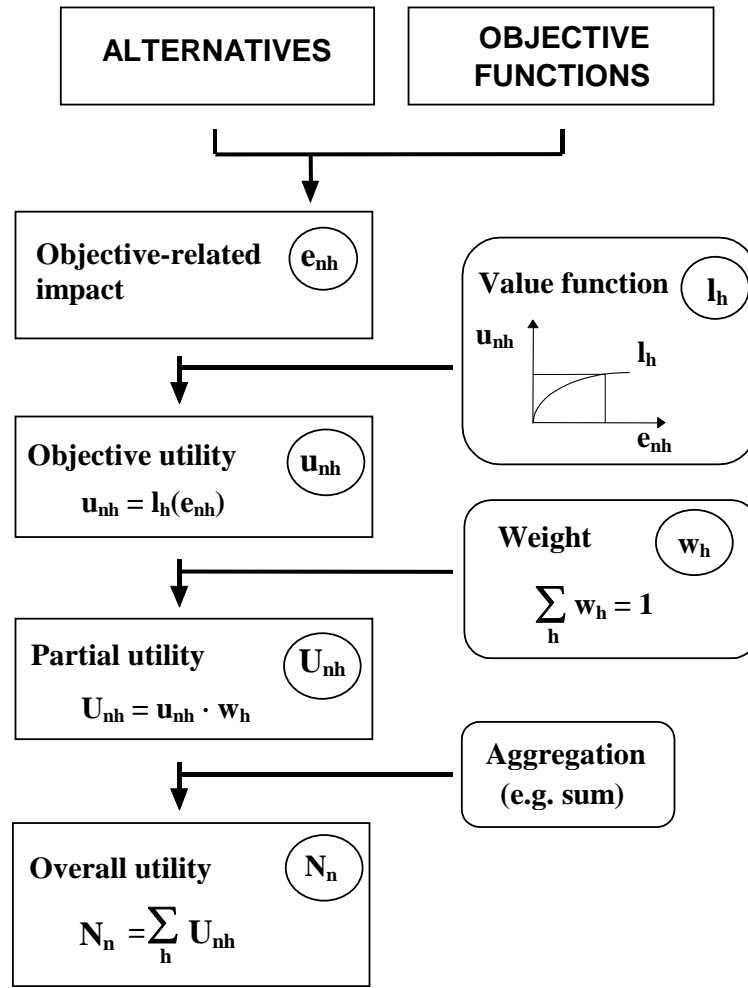 ALTERNATIVES
OBJECTIVE
FUNCTIONS
Objective-related
impact
eₙₕ
Value function
lₕ
uₙₕ
lₕ
eₙₕ
Objective utility
uₙₕ
uₙₕ = lₕ(eₙₕ)
Weight
wₕ
∑ₕ wₕ = 1
Partial utility
Uₙₕ
Uₙₕ = uₙₕ · wₕ
Aggregation
(e.g. sum)
Overall utility
Nₙ
Nₙ = ∑ₕ Uₙₕ